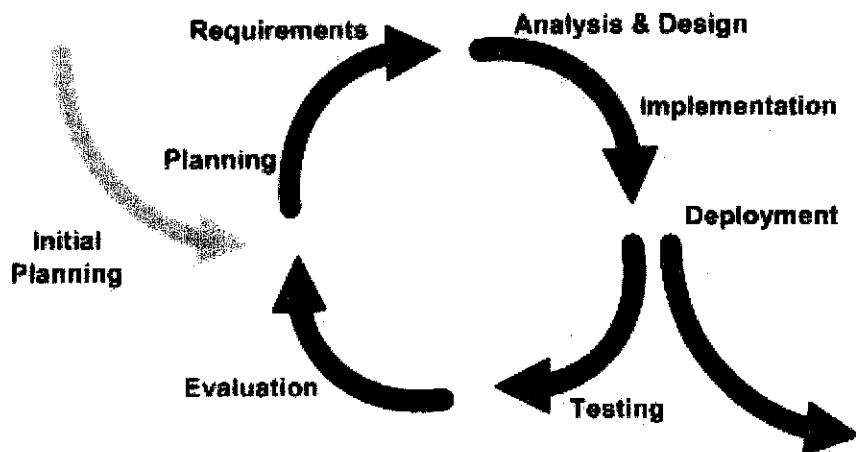 Requirements
Analysis & Design
Implementation
Planning
Deployment
Initial
Planning
Evaluation
Testing